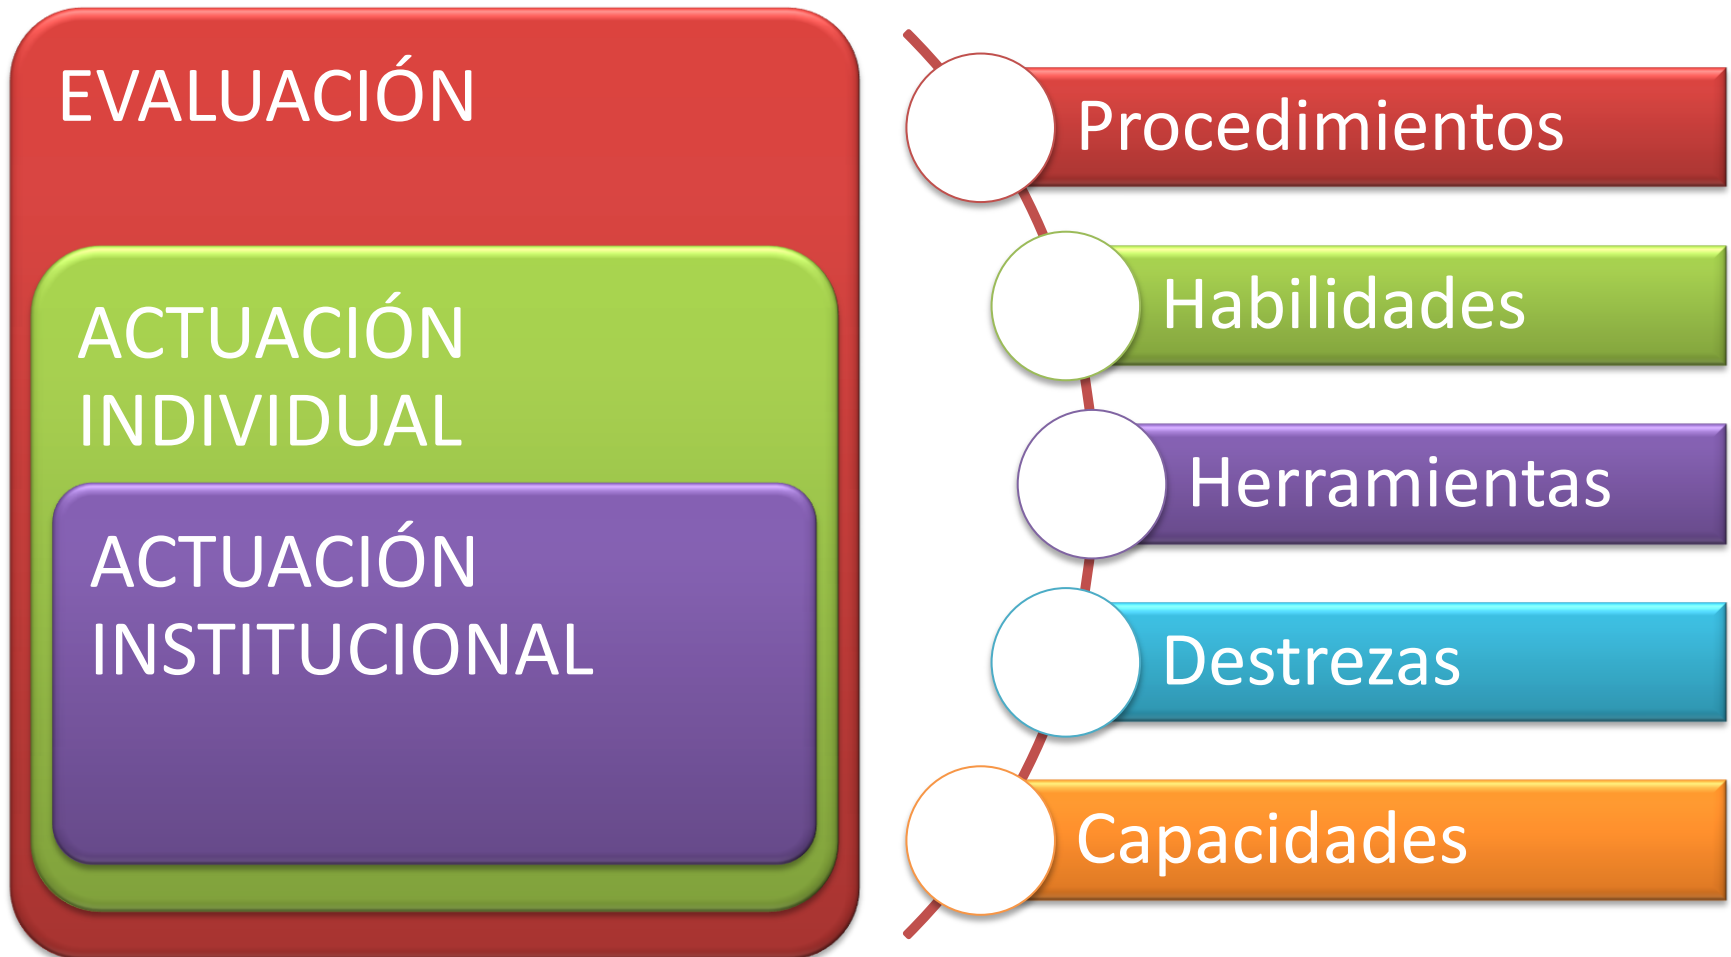 EVALUACIÓN
ACTUACIÓN
INDIVIDUAL
ACTUACIÓN
INSTITUCIONAL
Procedimientos
Habilidades
Herramientas
Destrezas
Capacidades